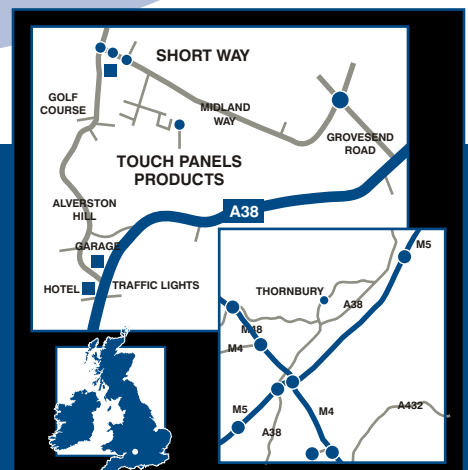 SHORT WAY
GOLF
COURSE
MIDLAND
WAY
GROVESEND
ROAD
TOUCH PANELS
PRODUCTS
ALVERSTON
HILL
A38
GARAGE
HOTEL
TRAFFIC LIGHTS
M5
THORNBURY
A38
M48
M4
M5
M4
A38
A432